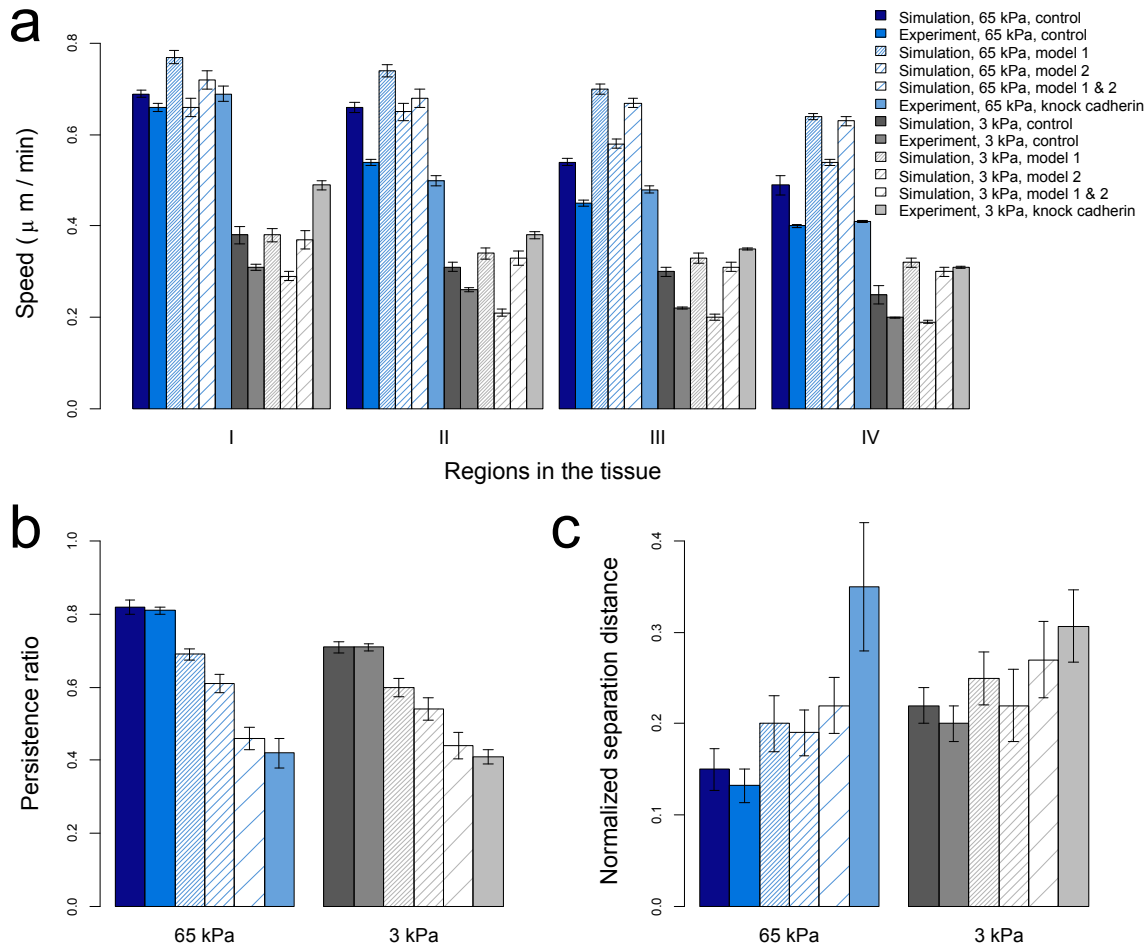 a
Simulation, 65 kPa, control
Experiment, 65 kPa, control
Simulation, 65 kPa, model 1
Simulation, 65 kPa, model 2
Simulation, 65 kPa, model 1 & 2
Experiment, 65 kPa, knock cadherin
Simulation, 3 kPa, control
Experiment, 3 kPa, control
Simulation, 3 kPa, model 1
Simulation, 3 kPa, model 2
Simulation, 3 kPa, model 1 & 2
Experiment, 3 kPa, knock cadherin
Speed ( μ m / min)
0.8
0.6
0.4
0.2
0.0
I II III IV
Regions in the tissue
b
Persistence ratio
1.0
0.8
0.6
0.4
0.2
0.0
65 kPa 3 kPa
c
Normalized separation distance
0.4
0.3
0.2
0.1
0.0
65 kPa 3 kPa